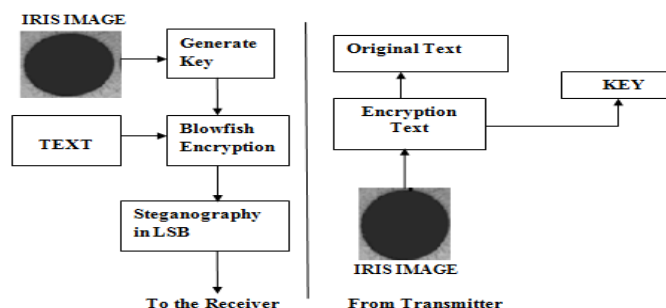 IRIS IMAGE
Generate
Key
TEXT
Blowfish
Encryption
Steganography
in LSB
To the Receiver
Original Text
KEY
Encryption
Text
IRIS IMAGE
From Transmitter